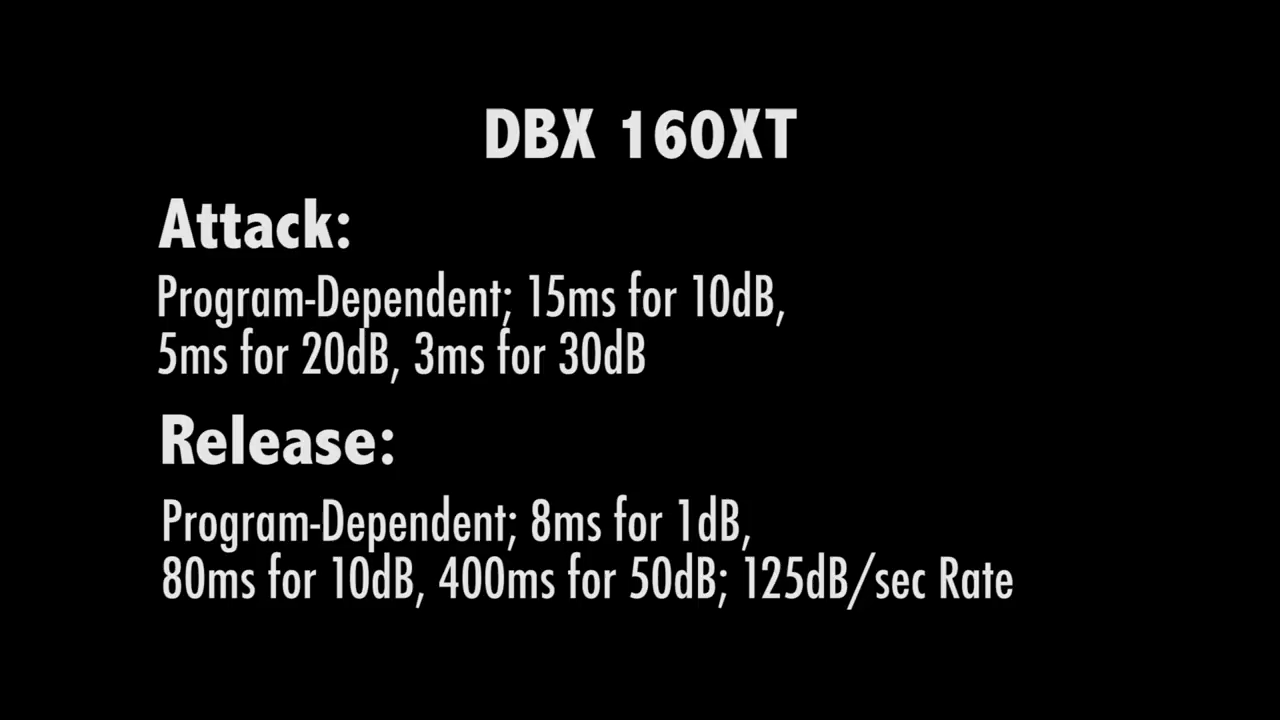 DBX 160XT
Attack:
Program-Dependent; 15ms for 10dB,
5ms for 20dB, 3ms for 30dB
Release:
Program-Dependent; 8ms for 1dB,
80ms for 10dB, 400ms for 50dB; 125dB/sec Rate